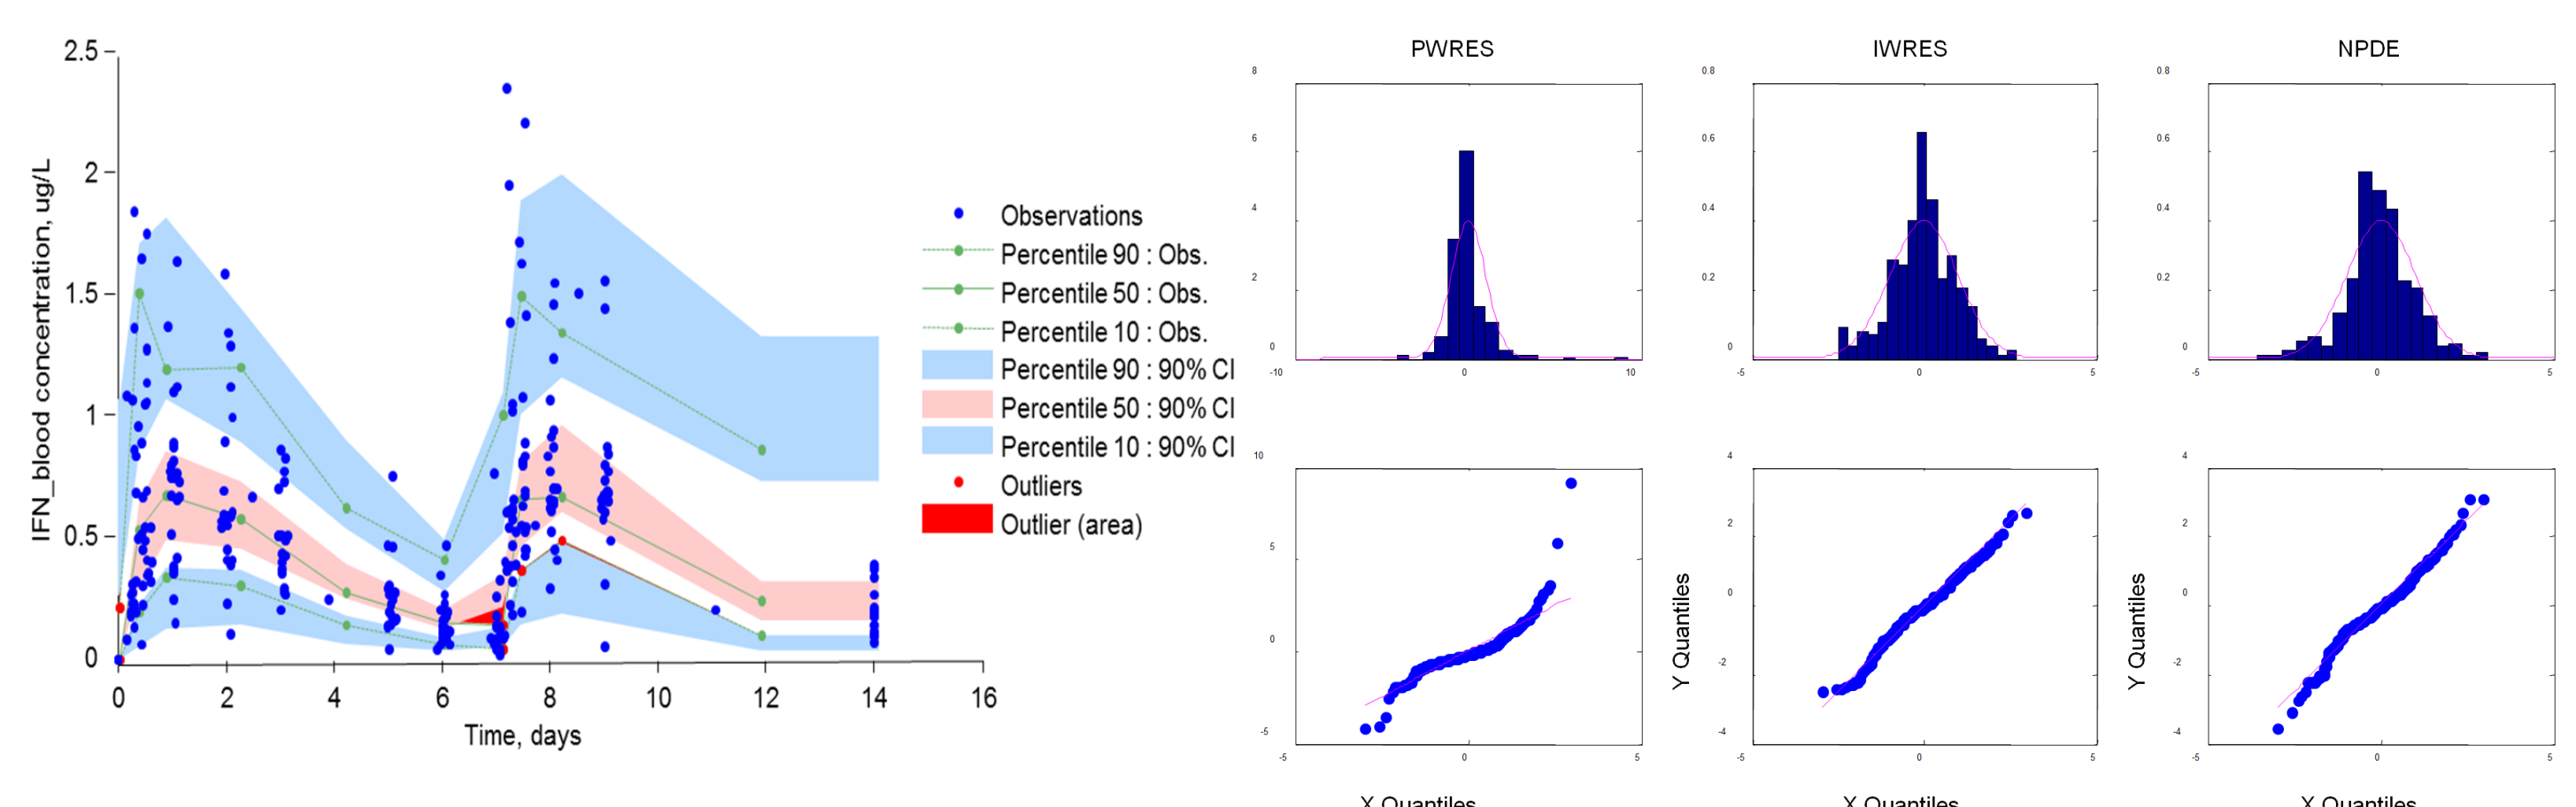 IFN_blood concentration, ug/L
2.5
2
1.5
1
0.5
0
0 2 4 6 8 10 12 14 16
Time, days
Observations
Percentile 90 : Obs.
Percentile 50 : Obs.
Percentile 10 : Obs.
Percentile 90 : 90% CI
Percentile 50 : 90% CI
Percentile 10 : 90% CI
Outliers
Outlier (area)
PWRES
8
6
4
2
0
-10 0 10
IWRES
0.8
0.6
0.4
0.2
0
-5 0 5
NPDE
0.8
0.6
0.4
0.2
0
-5 0 5
10
5
0
-5
-5 0 5
X Quantiles
Y Quantiles
4
2
0
-2
-4
-5 0 5
X Quantiles
Y Quantiles
4
2
0
-2
-4
-5 0 5
X Quantiles